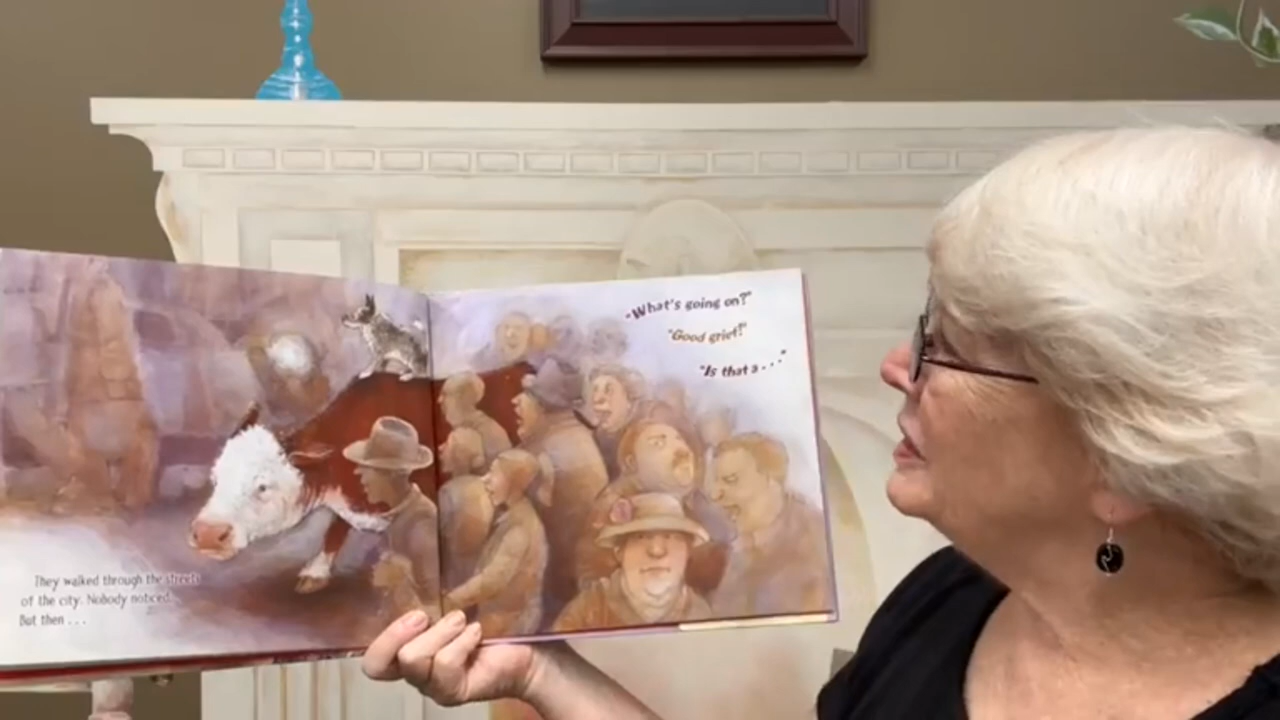 They walked through the streets
of the city. Nobody noticed.
But then . . .
"What's going on?"
"Good grief!"
"Is that a . . ."